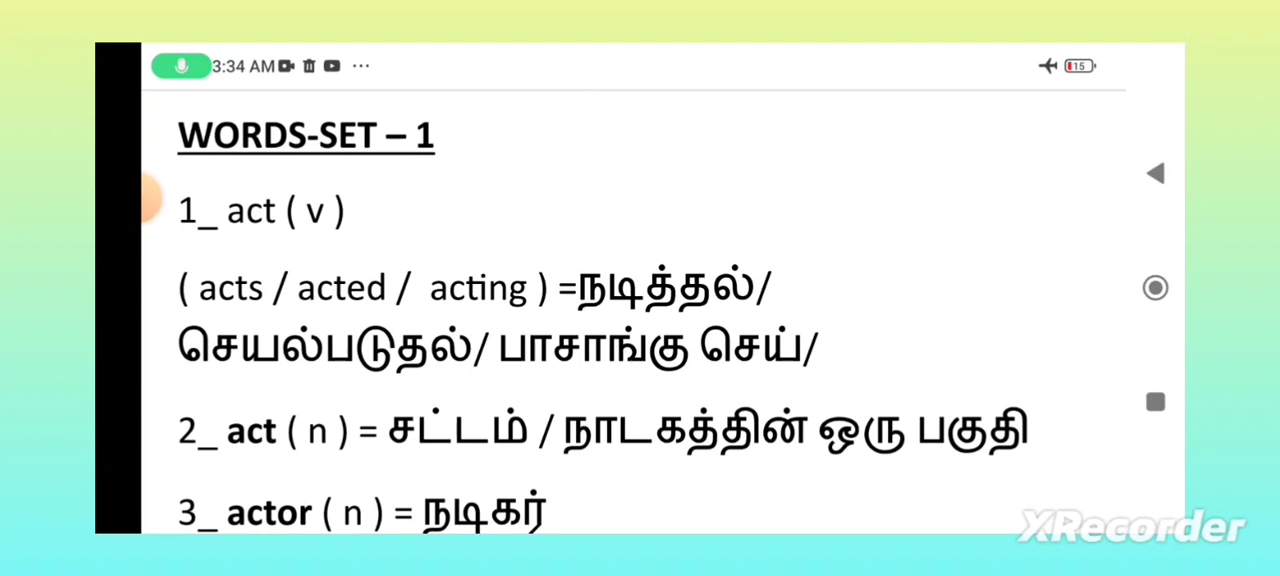 3:34 AM ... 15
WORDS-SET – 1
1_ act ( v )
( acts / acted / acting ) =நடித்தல்/
செயல்படுதல்/ பாசாங்கு செய்/
2_ act ( n ) = சட்டம் / நாடகத்தின் ஒரு பகுதி
3_ actor ( n ) = நடிகர்
XRecorder